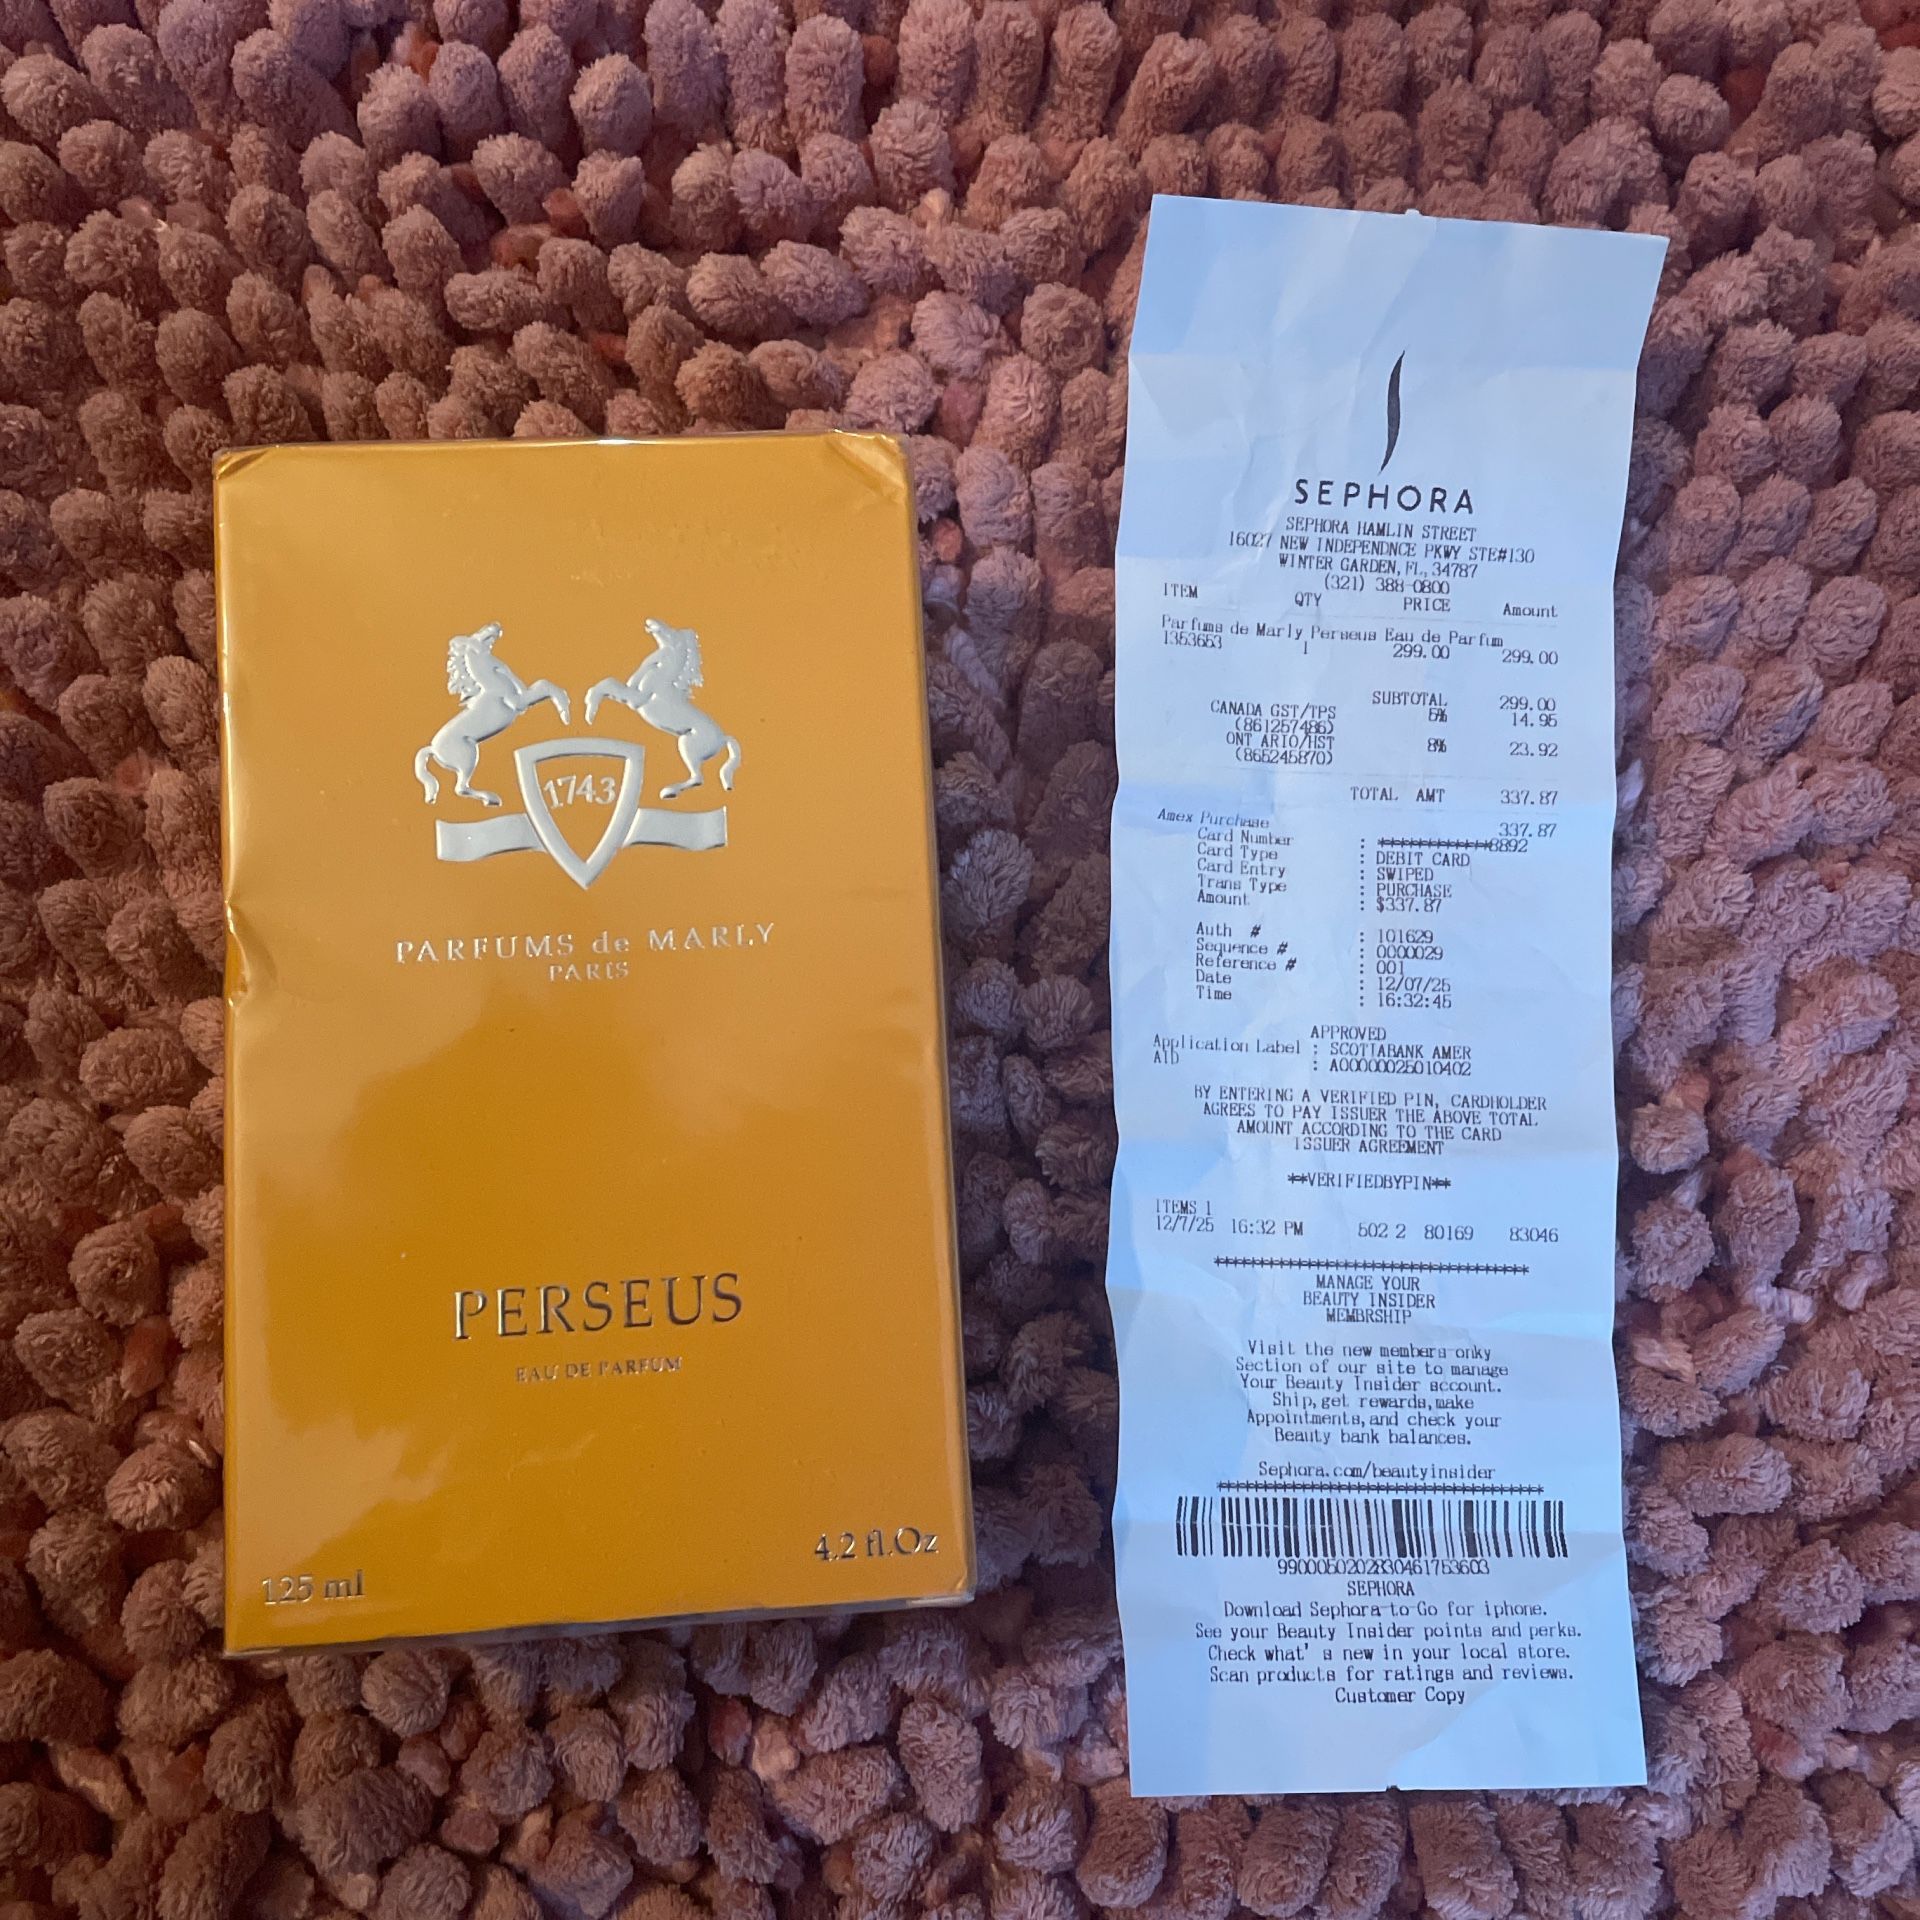 1743
PARFUMS de MARLY
PARIS
PERSEUS
EAU DE PARFUM
125 ml
4.2 fl.Oz
SEPHORA
SEPHORA HAMLIN STREET
16027 NEW INDEPENDNCE PKWY STE#130
WINTER GARDEN, FL, 34787
(321) 388-0800
ITEM QTY PRICE Amount
Parfums de Marly Perseus Eau de Parfum
1353653 1 299.00 299.00
SUBTOTAL 299.00
CANADA GST/TPS 5% 14.95
(861257486)
ONT ARIO/HST 8% 23.92
(865245870)
TOTAL AMT 337.87
Amex Purchase 337.87
Card Number : ************8892
Card Type : DEBIT CARD
Card Entry : SWIPED
Trans Type : PURCHASE
Amount : $337.87
Auth # : 101629
Sequence # : 0000029
Reference # : 001
Date : 12/07/25
Time : 16:32:45
APPROVED
Application Label : SCOTTABANK AMER
AID : A00000025010402
BY ENTERING A VERIFIED PIN, CARDHOLDER
AGREES TO PAY ISSUER THE ABOVE TOTAL
AMOUNT ACCORDING TO THE CARD
ISSUER AGREEMENT
**VERIFIEDBYPIN**
ITEMS 1
12/7/25 16:32 PM 502 2 80169 83046
MANAGE YOUR
BEAUTY INSIDER
MEMBRSHIP
Visit the new members-onky
Section of our site to manage
Your Beauty Insider account.
Ship,get rewards,make
Appointments,and check your
Beauty bank balances.
Sephora.com/beautyinsider
9900050202830461753603
SEPHORA
Download Sephora-to-Go for iphone.
See your Beauty Insider points and perks.
Check what's new in your local store.
Scan products for ratings and reviews.
Customer Copy